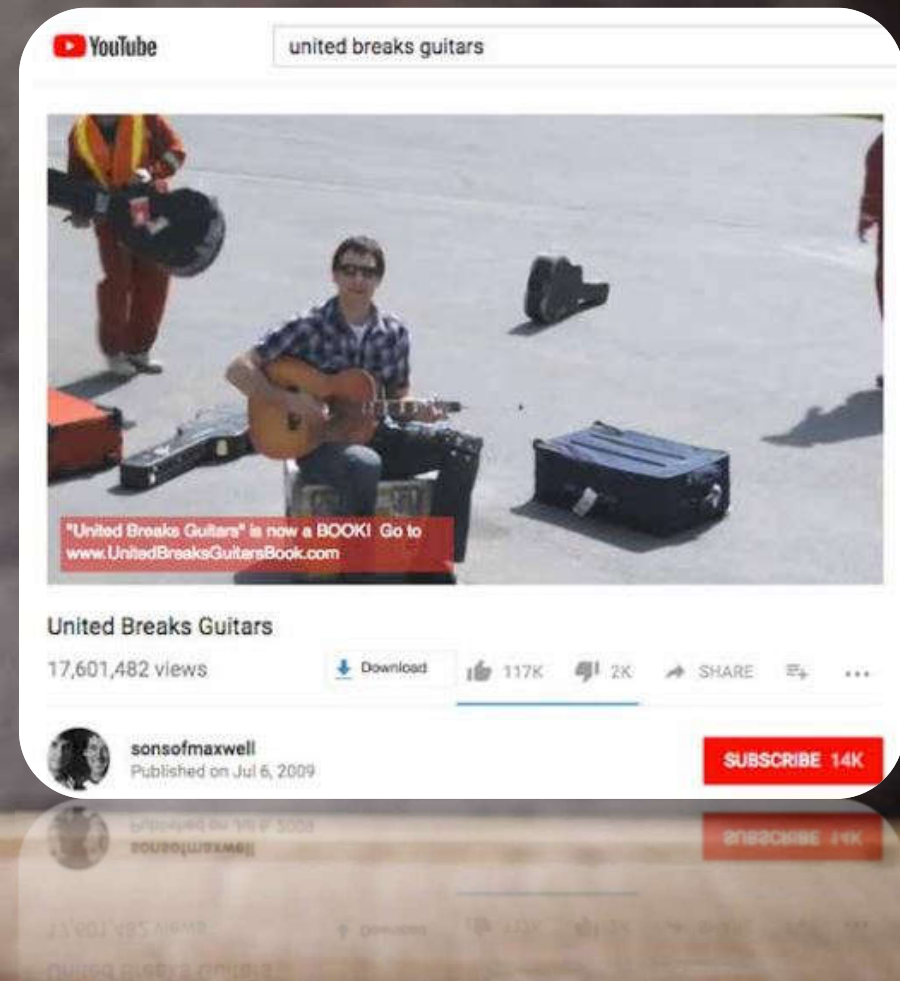 YouTube
united breaks guitars
"United Breaks Guitars" is now a BOOK! Go to
www.UnitedBreaksGuitarsBook.com
United Breaks Guitars
17,601,482 views
Download
117K
2K
SHARE
sonsofmaxwell
Published on Jul 6, 2009
SUBSCRIBE 14K